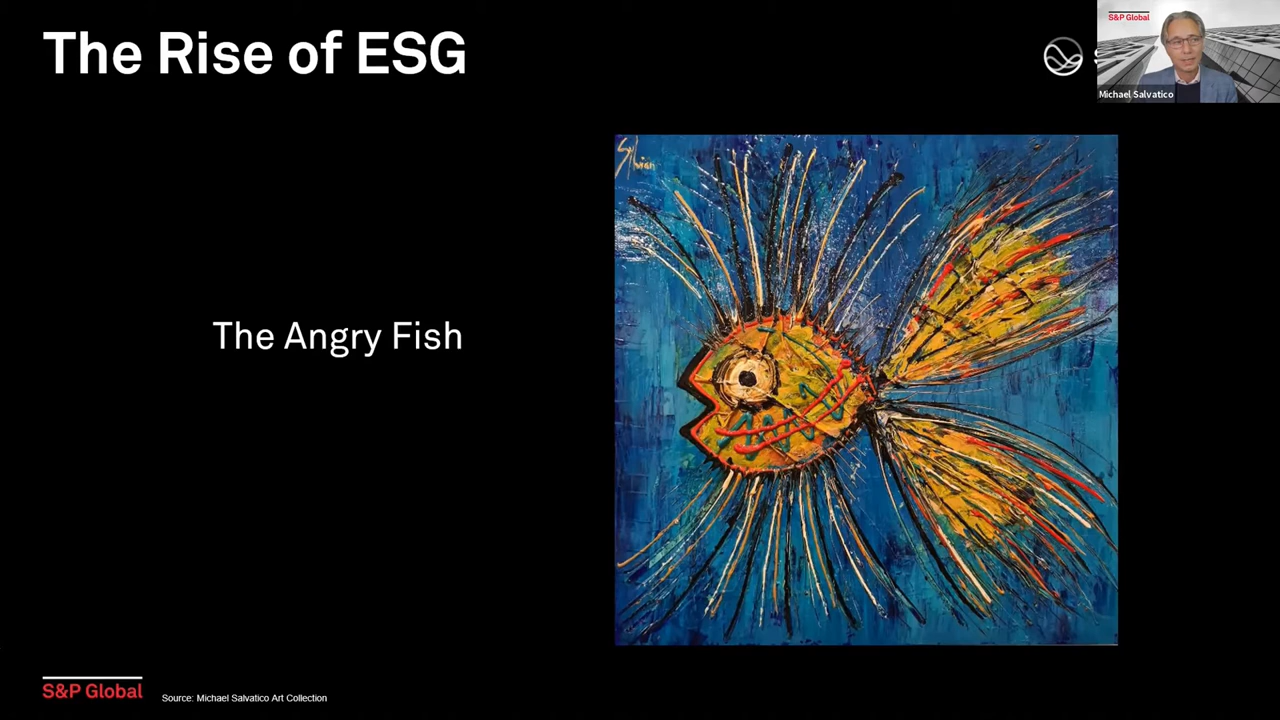 The Rise of ESG
S&P Global
Michael Salvatico
The Angry Fish
S&P Global
Source: Michael Salvatico Art Collection